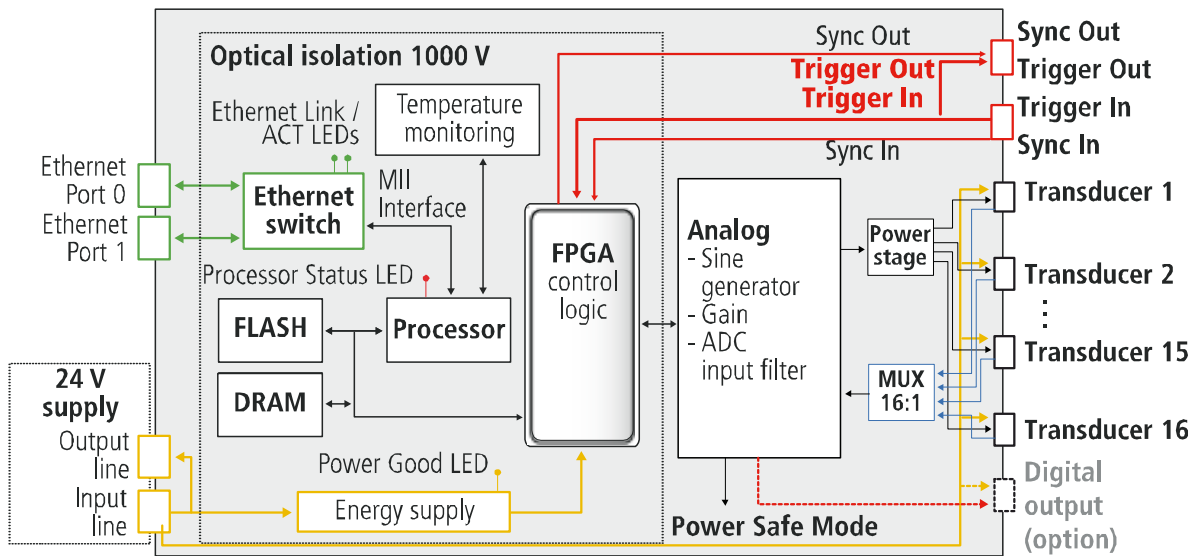 Optical isolation 1000 V
Ethernet Link /
ACT LEDs
Temperature
monitoring
Sync Out
Trigger Out
Trigger In
Sync In
Sync Out
Trigger Out
Trigger In
Sync In
Ethernet
Port 0
Ethernet
Port 1
Ethernet
switch
MII
Interface
Processor Status LED
FLASH
Processor
DRAM
FPGA
control
logic
Analog
- Sine
generator
- Gain
- ADC
input filter
Power
stage
MUX
16:1
Transducer 1
Transducer 2
⋮
Transducer 15
Transducer 16
24 V
supply
Output
line
Input
line
Power Good LED
Energy supply
Power Safe Mode
Digital
output
(option)